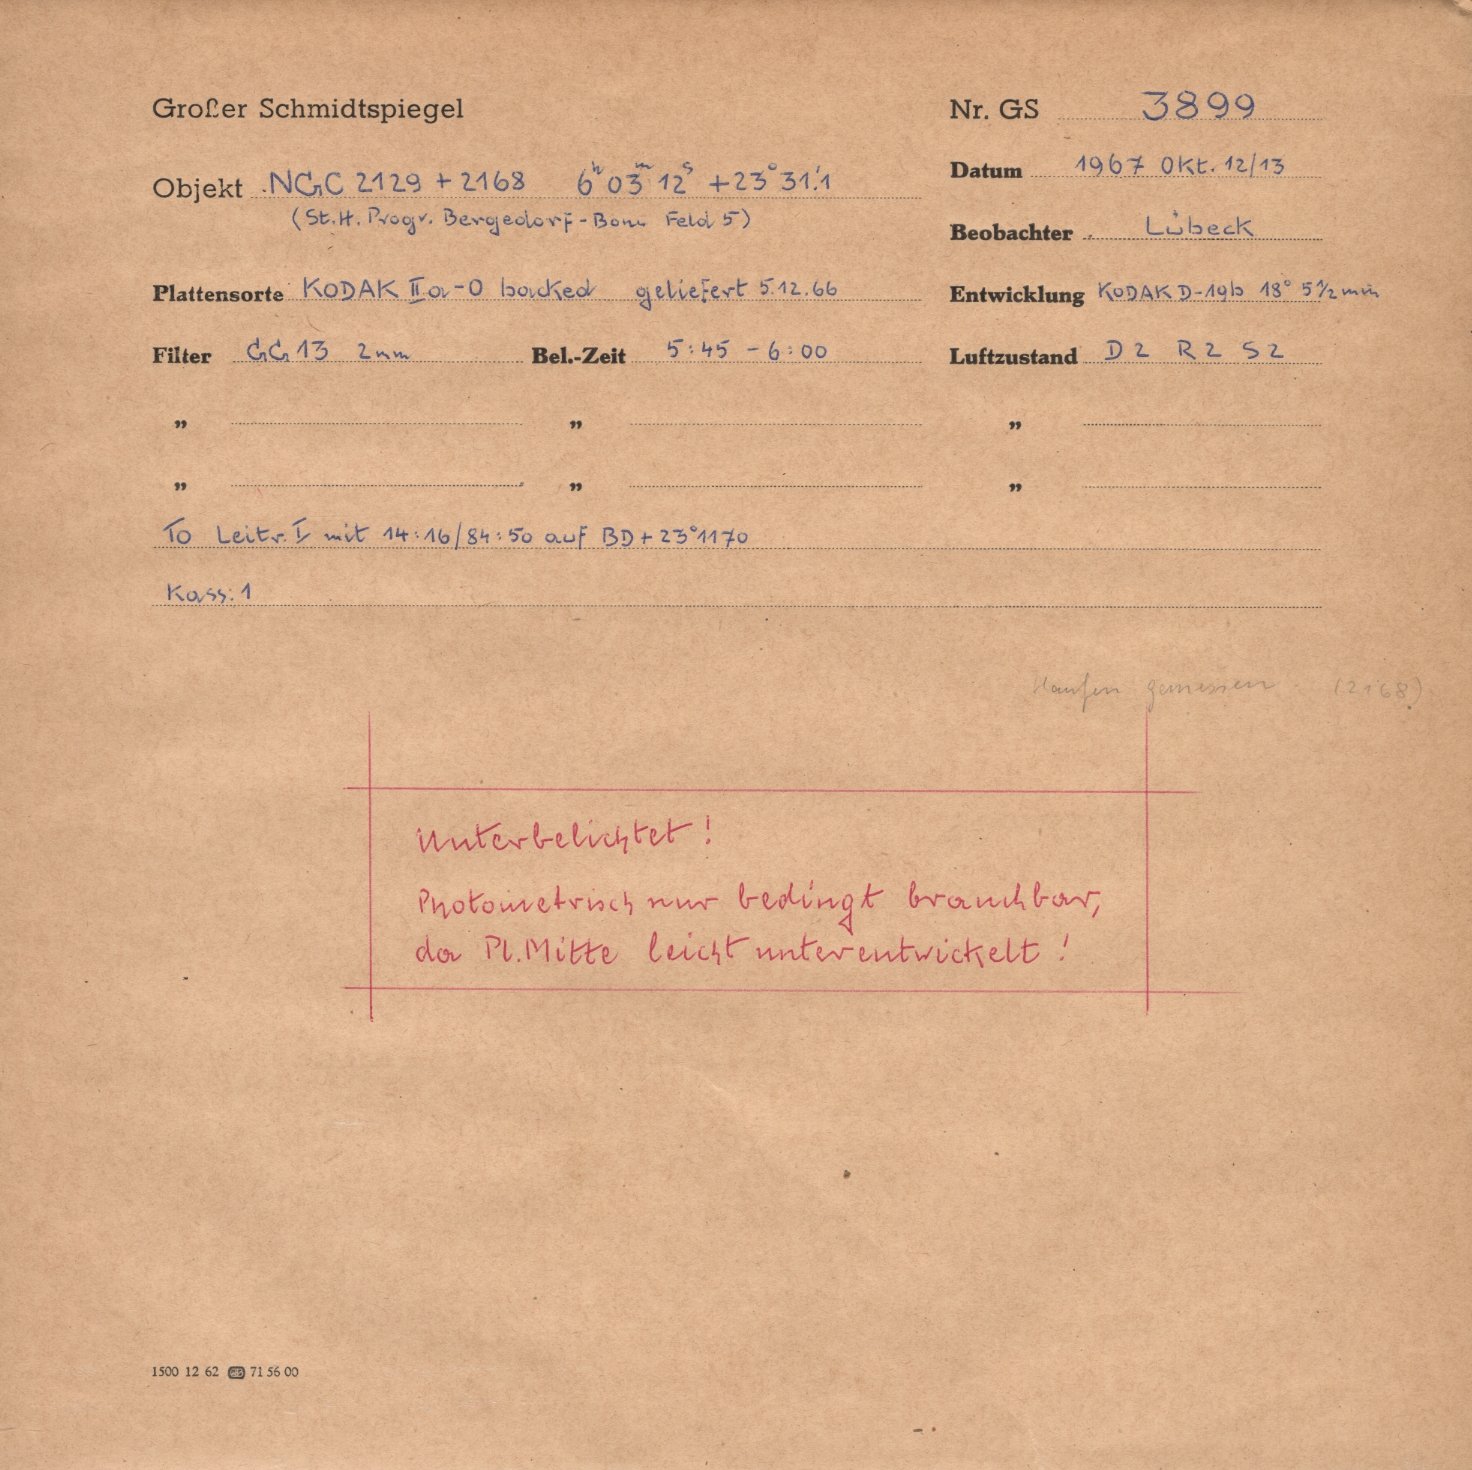 Großer Schmidtspiegel Nr. GS 3899
Datum 1967 Okt. 12/13
Objekt NGC 2129 + 2168 6h 03m 12s +23° 31.'1
(St.H. Progr. Bergedorf-Bonn Feld 5)
Beobachter Lübeck
Plattensorte KODAK IIa-O backed geliefert 5.12.66 Entwicklung KODAK D-19b 18° 5½ min
Filter GG13 2mm Bel.-Zeit 5:45 - 6:00 Luftzustand D2 R2 S2
„ „ „
„ „ „
To Leitr. I mit 14:16/84:50 auf BD+23°1170
Kass: 1
Haufen gemessen (2168)
Unterbelichtet!
Photometrisch nur bedingt brauchbar,
da Pl. Mitte leicht unterentwickelt!
1500 12 62 71 56 00